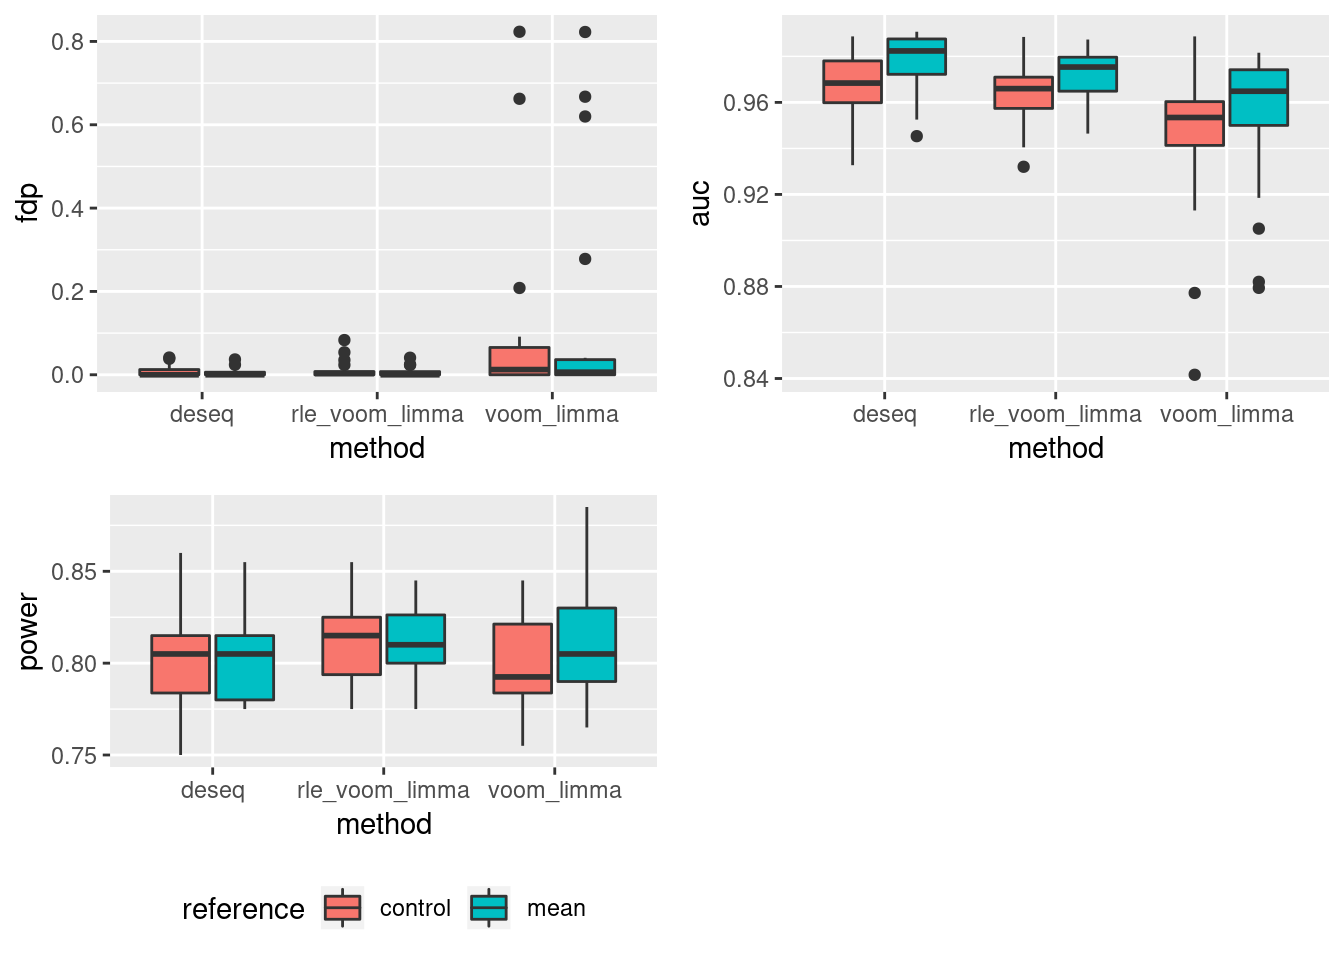 fdp
0.8
0.6
0.4
0.2
0.0
deseq rle_voom_limma voom_limma
method
auc
0.96
0.92
0.88
0.84
deseq rle_voom_limma voom_limma
method
power
0.85
0.80
0.75
deseq rle_voom_limma voom_limma
method
reference control mean